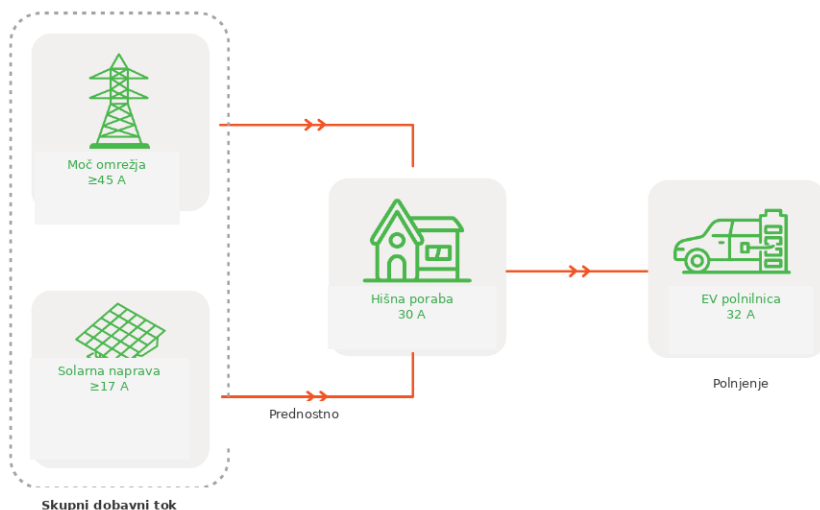 Moč omrežja
≥45 A
Hišna poraba
30 A
EV polnilnica
32 A
Solarna naprava
≥17 A
Polnjenje
Prednostno
Skupni dobavni tok